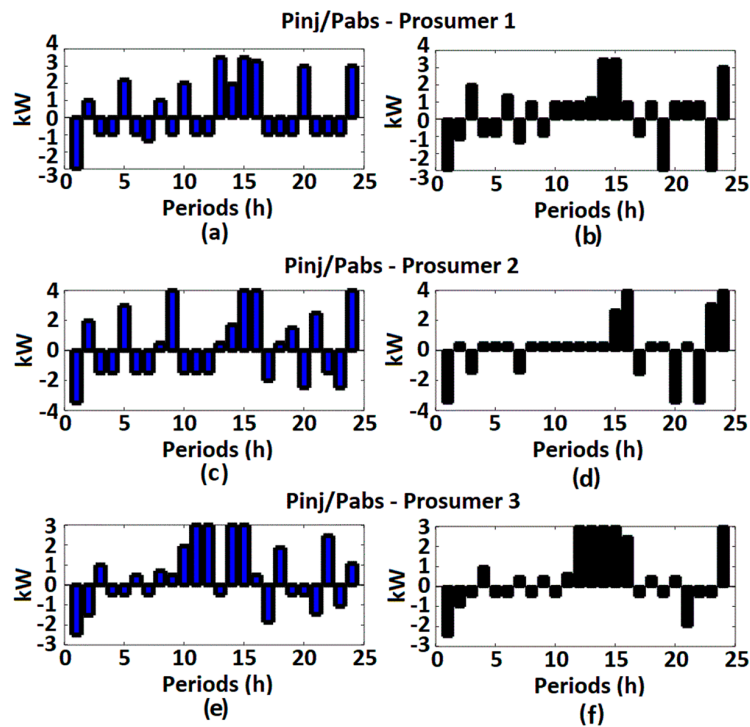 Pinj/Pabs - Prosumer 1
4
3
2
1
0
-1
-2
-3
kW
0 5 10 15 20 25
Periods (h)
(a)
4
3
2
1
0
-1
-2
-3
kW
0 5 10 15 20 25
Periods (h)
(b)
Pinj/Pabs - Prosumer 2
4
2
0
-2
-4
kW
0 5 10 15 20 25
Periods (h)
(c)
4
2
0
-2
-4
kW
0 5 10 15 20 25
Periods (h)
(d)
Pinj/Pabs - Prosumer 3
3
2
1
0
-1
-2
-3
kW
0 5 10 15 20 25
Periods (h)
(e)
3
2
1
0
-1
-2
-3
kW
0 5 10 15 20 25
Periods (h)
(f)